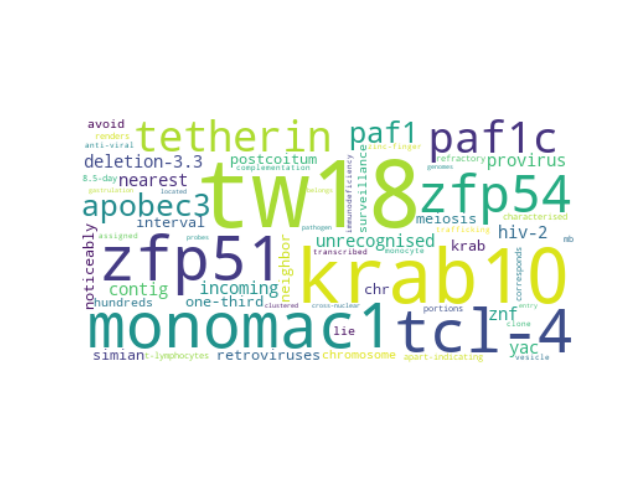 avoid
renders
anti-viral
tetherin
paf1
zinc-finger
paf1c
deletion-3.3
postcoitum
complementation
refractory
genomes
provirus
8.5-day
nearest
gastrulation
located
tw18
immunodeficiency
surveillance
zfp54
apobec3
interval
belongs
meiosis
characterised
assigned
probes
pathogen
trafficking
hiv-2
mb
noticeably
zfp51
neighbor
unrecognised
krab
transcribed
monocyte
corresponds
contig
incoming
chr
krab10
hundreds
one-third
clustered
cross-nuclear
portions
znf
entry
clone
monomac1
lie
tcl-4
simian
t-lymphocytes
retroviruses
chromosome
apart-indicating
yac
vesicle